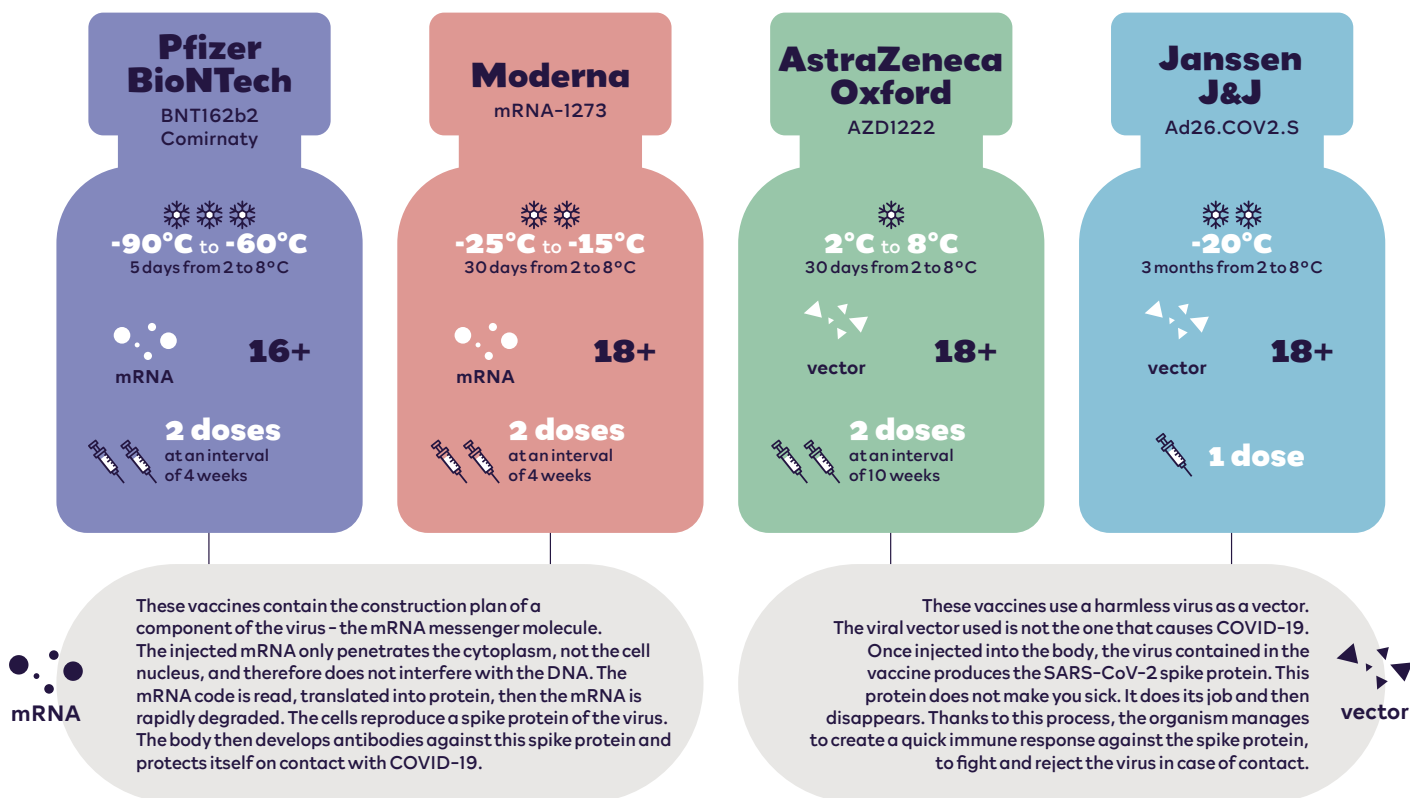 Pfizer
BioNTech
BNT162b2
Comirnaty
-90°C to -60°C
5 days from 2 to 8°C
mRNA
16+
2 doses
at an interval
of 4 weeks
Moderna
mRNA-1273
-25°C to -15°C
30 days from 2 to 8°C
mRNA
18+
2 doses
at an interval
of 4 weeks
AstraZeneca
Oxford
AZD1222
2°C to 8°C
30 days from 2 to 8°C
vector
18+
2 doses
at an interval
of 10 weeks
Janssen
J&J
Ad26.COV2.S
-20°C
3 months from 2 to 8°C
vector
18+
1 dose
mRNA
These vaccines contain the construction plan of a
component of the virus - the mRNA messenger molecule.
The injected mRNA only penetrates the cytoplasm, not the cell
nucleus, and therefore does not interfere with the DNA. The
mRNA code is read, translated into protein, then the mRNA is
rapidly degraded. The cells reproduce a spike protein of the virus.
The body then develops antibodies against this spike protein and
protects itself on contact with COVID-19.
These vaccines use a harmless virus as a vector.
The viral vector used is not the one that causes COVID-19.
Once injected into the body, the virus contained in the
vaccine produces the SARS-CoV-2 spike protein. This
protein does not make you sick. It does its job and then
disappears. Thanks to this process, the organism manages
to create a quick immune response against the spike protein,
to fight and reject the virus in case of contact.
vector